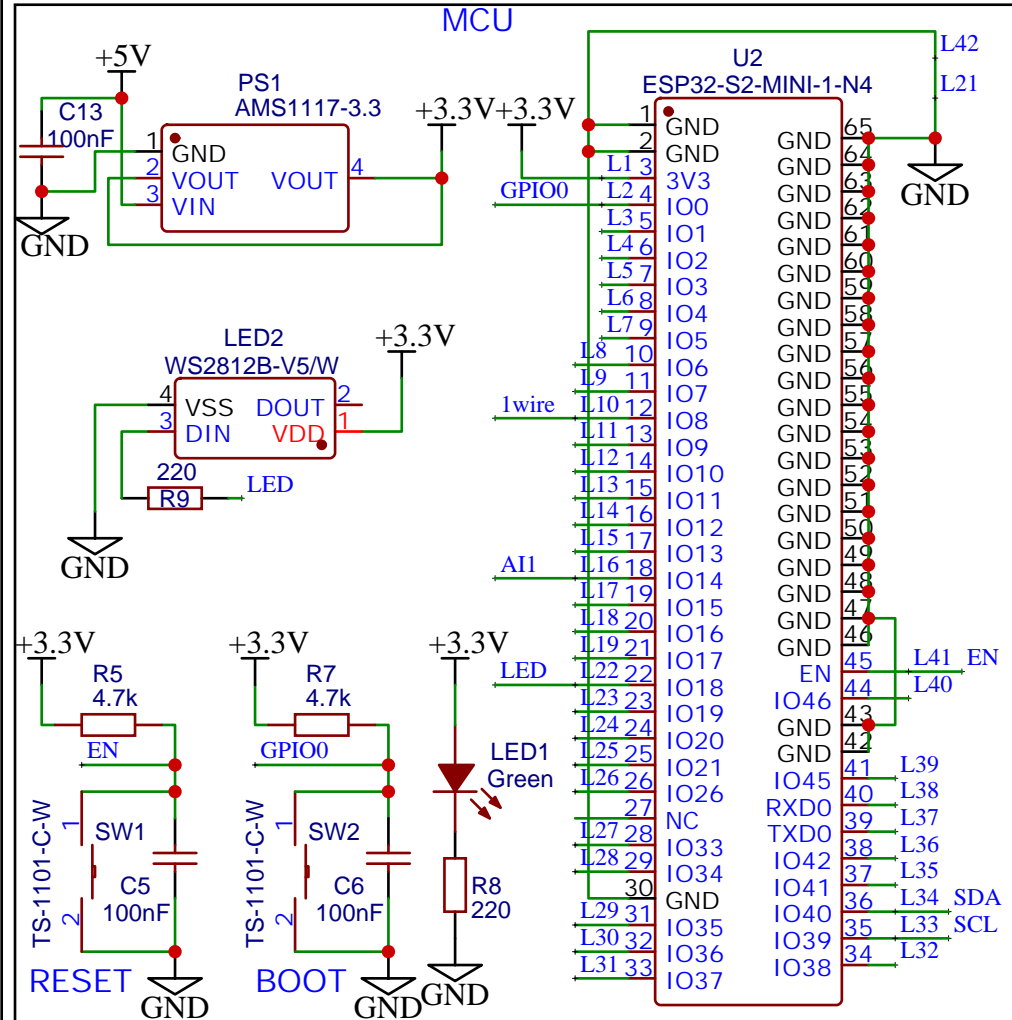 MCU
+5V
C13
100nF
PS1
AMS1117-3.3
1 GND
2 VOUT
3 VIN
VOUT 4
+3.3V
GND
LED2
WS2812B-V5/W
4 VSS
3 DIN
DOUT 2
VDD 1
+3.3V
220
R9
LED
GND
+3.3V
R5
4.7k
EN
1
SW1
TS-1101-C-W
C5
100nF
2
RESET
GND
+3.3V
R7
4.7k
GPIO0
1
SW2
TS-1101-C-W
C6
100nF
2
BOOT
GND
+3.3V
LED1
Green
R8
220
GND
U2
ESP32-S2-MINI-1-N4
+3.3V
L42
L21
GND
1 GND
2 GND
L1 3 3V3
GPIO0 L2 4 IO0
L3 5 IO1
L4 6 IO2
L5 7 IO3
L6 8 IO4
L7 9 IO5
L8 10 IO6
L9 11 IO7
1wire L10 12 IO8
L11 13 IO9
L12 14 IO10
L13 15 IO11
L14 16 IO12
L15 17 IO13
AI1 L16 18 IO14
L17 19 IO15
L18 20 IO16
L19 21 IO17
LED L22 22 IO18
L23 23 IO19
L24 24 IO20
L25 25 IO21
L26 26 IO26
27 NC
L27 28 IO33
L28 29 IO34
30 GND
L29 31 IO35
L30 32 IO36
L31 33 IO37
GND 65
GND 64
GND 63
GND 62
GND 61
GND 60
GND 59
GND 58
GND 57
GND 56
GND 55
GND 54
GND 53
GND 52
GND 51
GND 50
GND 49
GND 48
GND 47
GND 46
EN 45 L41 EN
IO46 44 L40
GND 43
GND 42
IO45 41 L39
RXD0 40 L38
TXD0 39 L37
IO42 38 L36
IO41 37 L35
IO40 36 L34 SDA
IO39 35 L33 SCL
IO38 34 L32